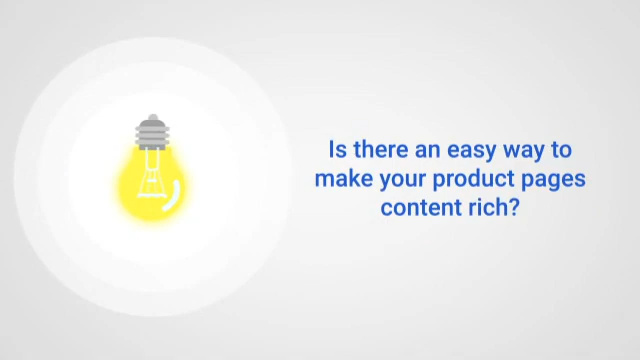 Is there an easy way to
make your product pages
content rich?